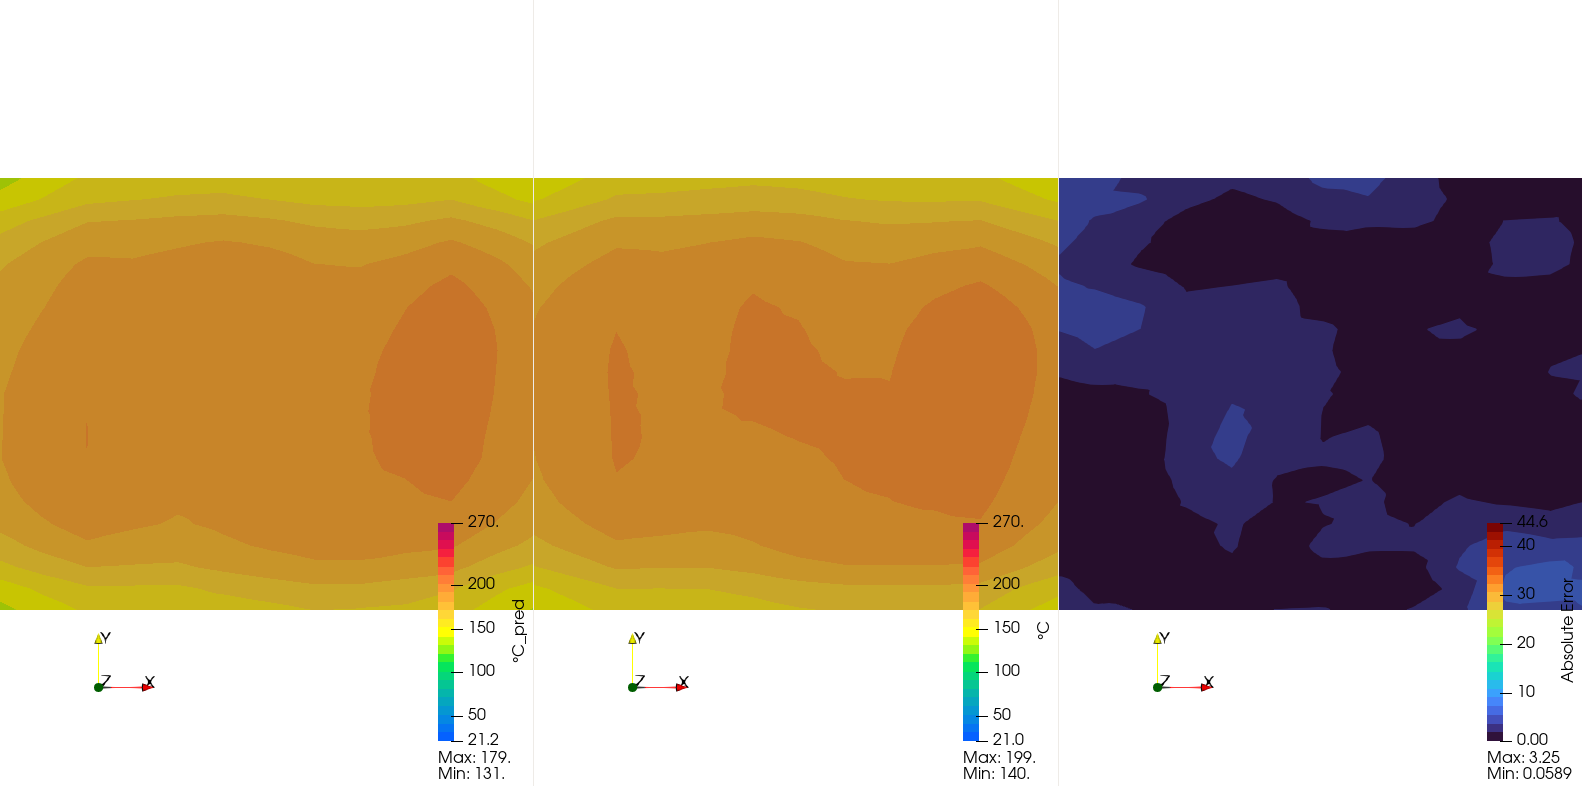 270.
200
150
100
50
21.2
°C_pred
Max: 179.
Min: 131.
Y
Z
X
270.
200
150
100
50
21.0
°C
Max: 199.
Min: 140.
Y
Z
X
44.6
40
30
20
10
0.00
Absolute Error
Max: 3.25
Min: 0.0589
Y
Z
X